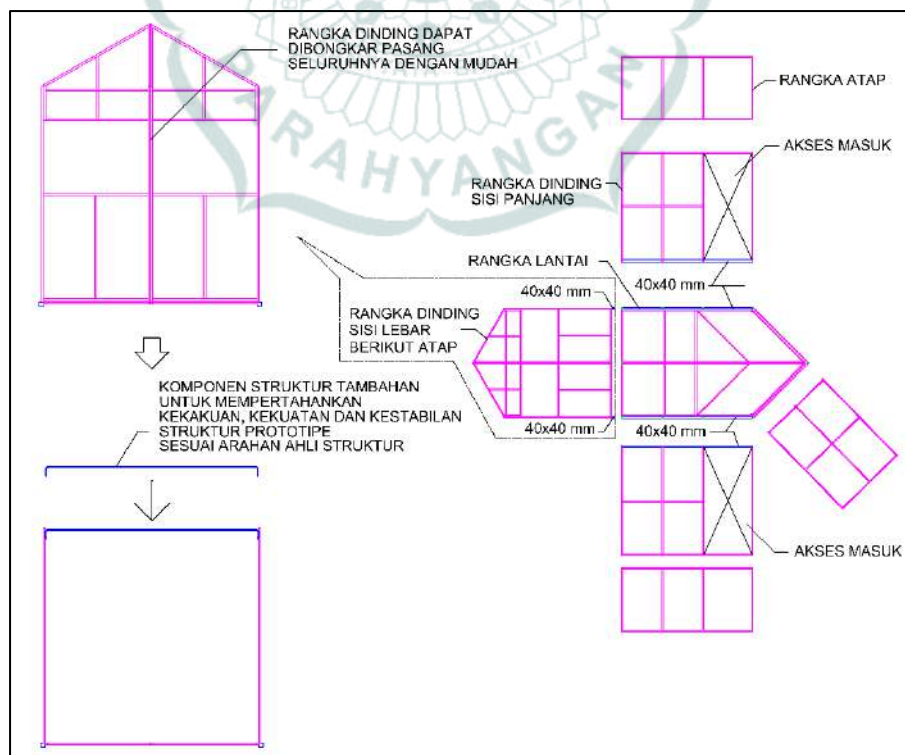 RANGKA DINDING DAPAT
DIBONGKAR PASANG
SELURUHNYA DENGAN MUDAH
RANGKA ATAP
AKSES MASUK
RANGKA DINDING
SISI PANJANG
RANGKA LANTAI
40x40 mm
40x40 mm
RANGKA DINDING
SISI LEBAR
BERIKUT ATAP
KOMPONEN STRUKTUR TAMBAHAN
UNTUK MEMPERTAHANKAN
KEKAKUAN, KEKUATAN DAN KESTABILAN
STRUKTUR PROTOTIPE
SESUAI ARAHAN AHLI STRUKTUR
40x40 mm
40x40 mm
AKSES MASUK
PARAHYANGAN